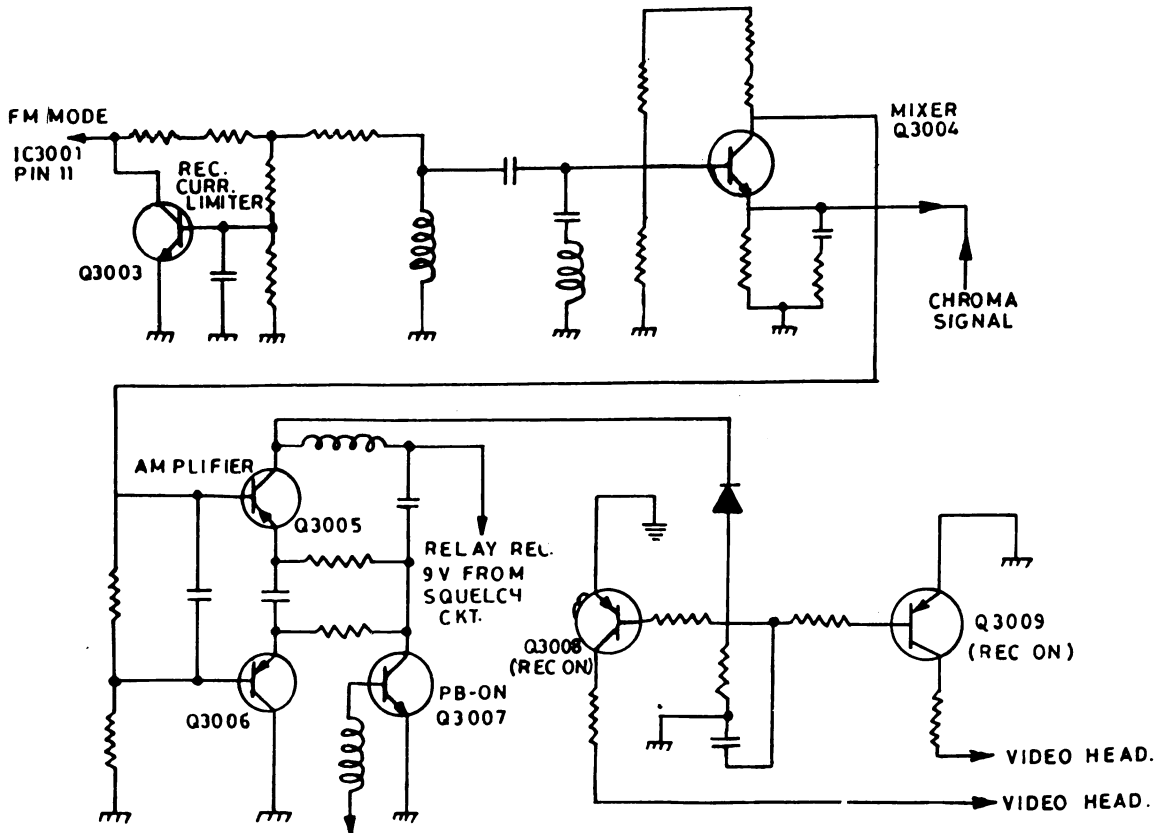 FM MODE
IC3001
PIN 11
REC.
CURR.
LIMITER
Q3003
MIXER
Q3004
CHROMA
SIGNAL
AMPLIFIER
Q3005
RELAY REC.
9V FROM
SQUELC4
CKT.
Q3006
PB-ON
Q3007
Q3008
(REC ON)
Q3009
(REC ON)
VIDEO HEAD.
VIDEO HEAD.